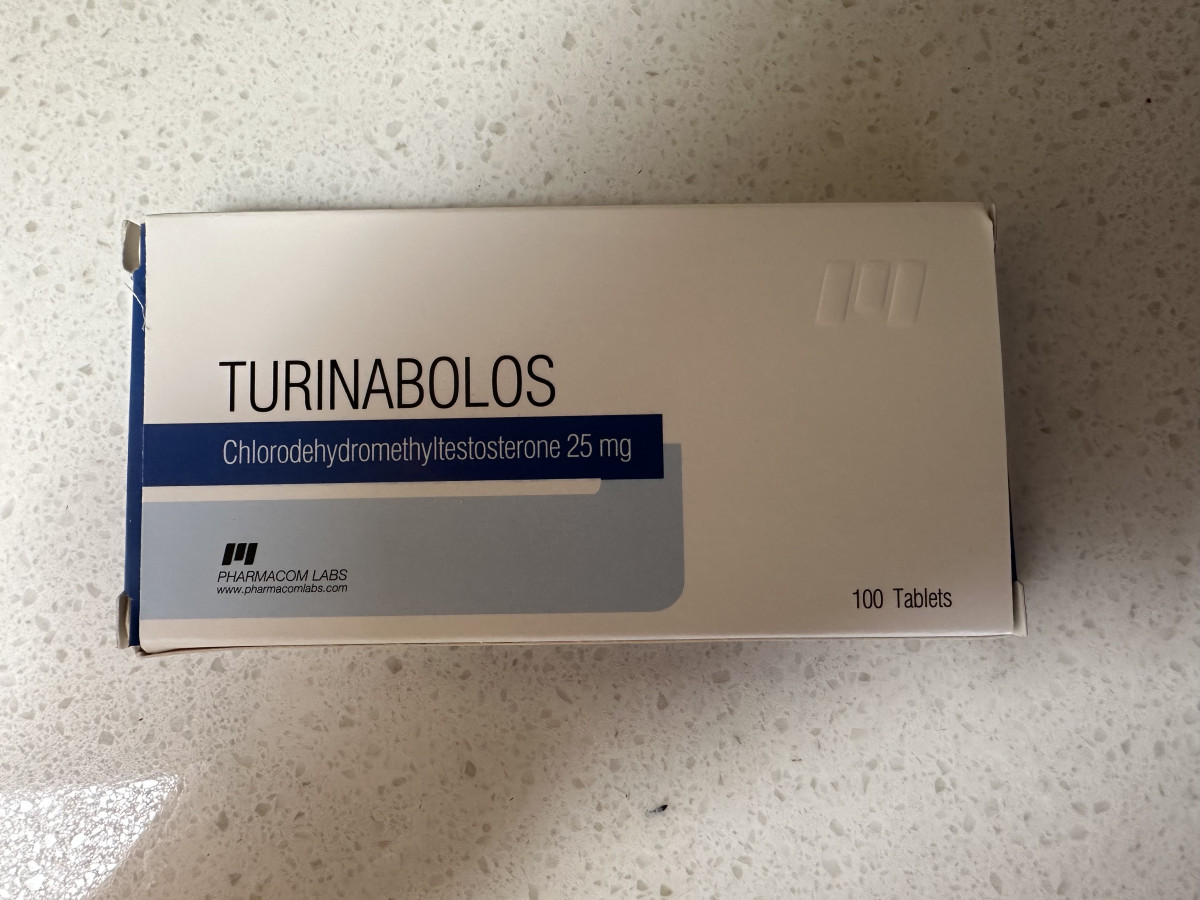 TURINABOLOS
Chlorodehydromethyltestosterone 25 mg
PHARMACOM LABS
www.pharmacomlabs.com
100 Tablets